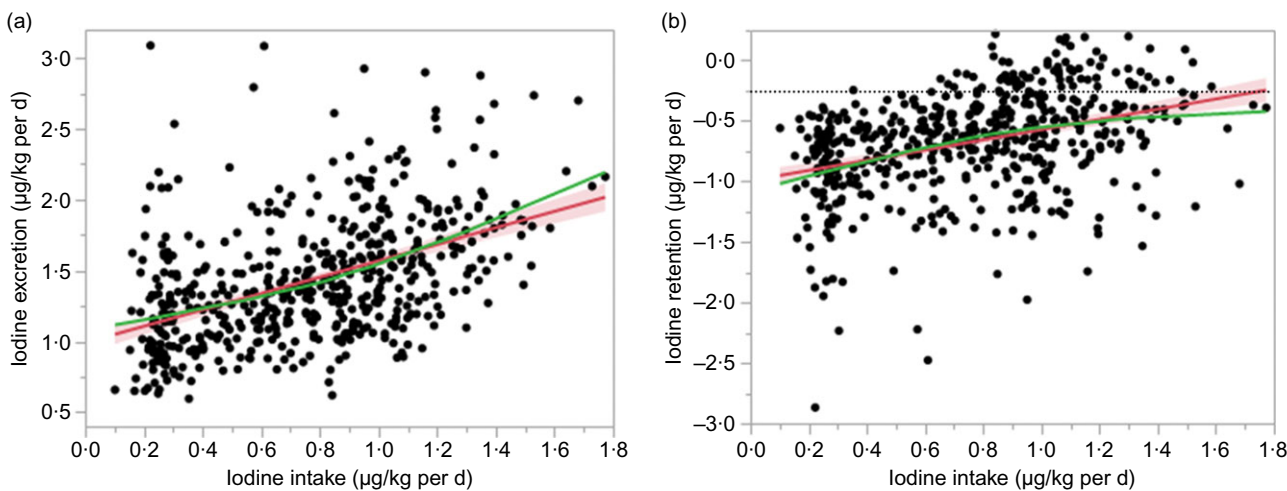 (a)
3·0
2·5
2·0
1·5
1·0
0·5
Iodine excretion (µg/kg per d)
0·0 0·2 0·4 0·6 0·8 1·0 1·2 1·4 1·6 1·8
Iodine intake (µg/kg per d)
(b)
0·0
–0·5
–1·0
–1·5
–2·0
–2·5
–3·0
Iodine retention (µg/kg per d)
0·0 0·2 0·4 0·6 0·8 1·0 1·2 1·4 1·6 1·8
Iodine intake (µg/kg per d)